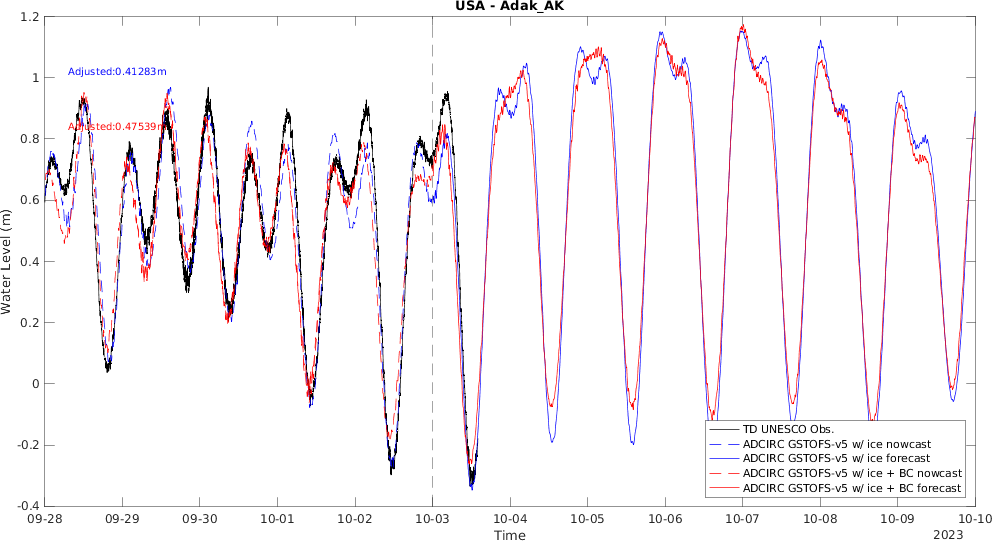 USA - Adak_AK
1.2
1
0.8
0.6
0.4
0.2
0
-0.2
-0.4
Water Level (m)
Adjusted:0.41283m
Adjusted:0.47539m
TD UNESCO Obs.
ADCIRC GSTOFS-v5 w/ ice nowcast
ADCIRC GSTOFS-v5 w/ ice forecast
ADCIRC GSTOFS-v5 w/ ice + BC nowcast
ADCIRC GSTOFS-v5 w/ ice + BC forecast
09-28 09-29 09-30 10-01 10-02 10-03 10-04 10-05 10-06 10-07 10-08 10-09 10-10
Time
2023